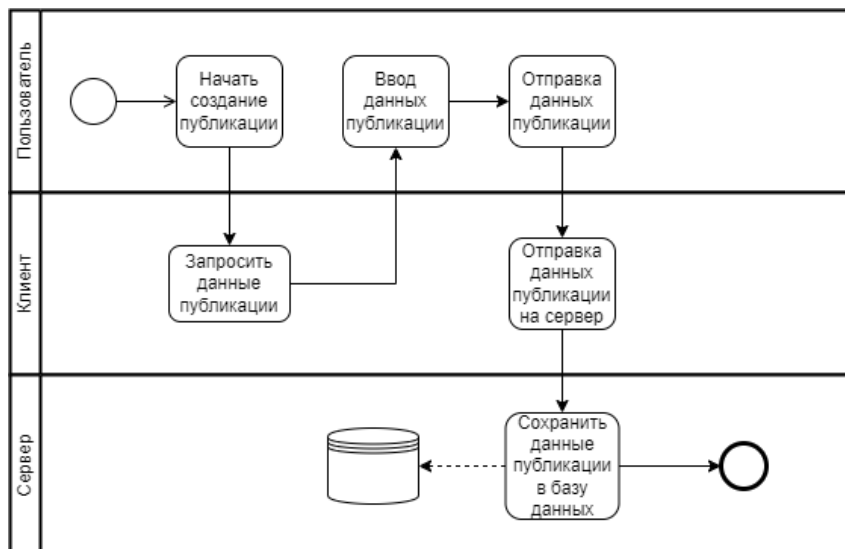 Пользователь
Начать
создание
публикации
Ввод
данных
публикации
Отправка
данных
публикации
Клиент
Запросить
данные
публикации
Отправка
данных
публикации
на сервер
Сервер
Сохранить
данные
публикации
в базу
данных